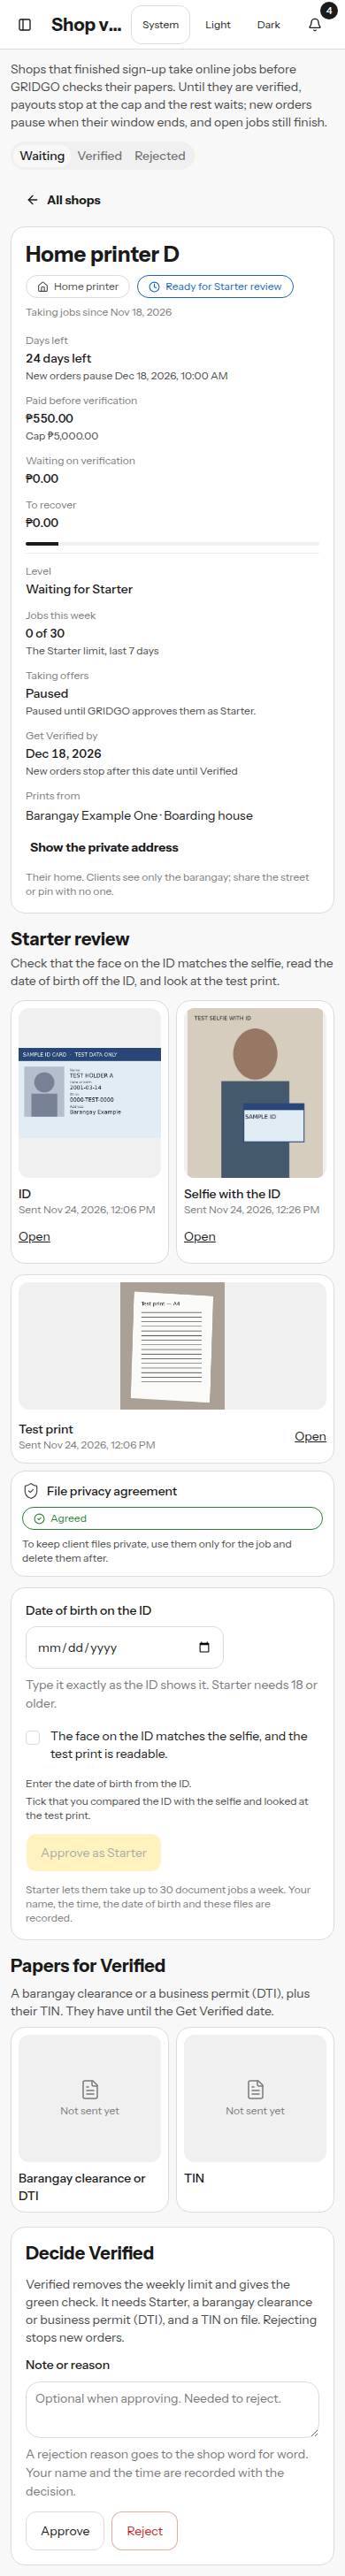 Shop v...
System
Light
Dark
4
Shops that finished sign-up take online jobs before
GRIDGO checks their papers. Until they are verified,
payouts stop at the cap and the rest waits; new orders
pause when their window ends, and open jobs still finish.
Waiting
Verified
Rejected
All shops
Home printer D
Home printer
Ready for Starter review
Taking jobs since Nov 18, 2026
Days left
24 days left
New orders pause Dec 18, 2026, 10:00 AM
Paid before verification
₱550.00
Cap ₱5,000.00
Waiting on verification
₱0.00
To recover
₱0.00
Level
Waiting for Starter
Jobs this week
0 of 30
The Starter limit, last 7 days
Taking offers
Paused
Paused until GRIDGO approves them as Starter.
Get Verified by
Dec 18, 2026
New orders stop after this date until Verified
Prints from
Barangay Example One · Boarding house
Show the private address
Their home. Clients see only the barangay; share the street
or pin with no one.
Starter review
Check that the face on the ID matches the selfie, read the
date of birth off the ID, and look at the test print.
SAMPLE ID CARD - TEST DATA ONLY
TEST HOLDER A
2001-03-14
0000-TEST-0000
Barangay Example
ID
Sent Nov 24, 2026, 12:06 PM
Open
TEST SELFIE WITH ID
SAMPLE ID
Selfie with the ID
Sent Nov 24, 2026, 12:26 PM
Open
Test print — A4
Test print
Sent Nov 24, 2026, 12:06 PM
Open
File privacy agreement
Agreed
To keep client files private, use them only for the job and
delete them after.
Date of birth on the ID
mm/dd/yyyy
Type it exactly as the ID shows it. Starter needs 18 or
older.
The face on the ID matches the selfie, and the
test print is readable.
Enter the date of birth from the ID.
Tick that you compared the ID with the selfie and looked at
the test print.
Approve as Starter
Starter lets them take up to 30 document jobs a week. Your
name, the time, the date of birth and these files are
recorded.
Papers for Verified
A barangay clearance or a business permit (DTI), plus
their TIN. They have until the Get Verified date.
Not sent yet
Barangay clearance or
DTI
Not sent yet
TIN
Decide Verified
Verified removes the weekly limit and gives the
green check. It needs Starter, a barangay clearance
or business permit (DTI), and a TIN on file. Rejecting
stops new orders.
Note or reason
Optional when approving. Needed to reject.
A rejection reason goes to the shop word for word.
Your name and the time are recorded with the
decision.
Approve
Reject